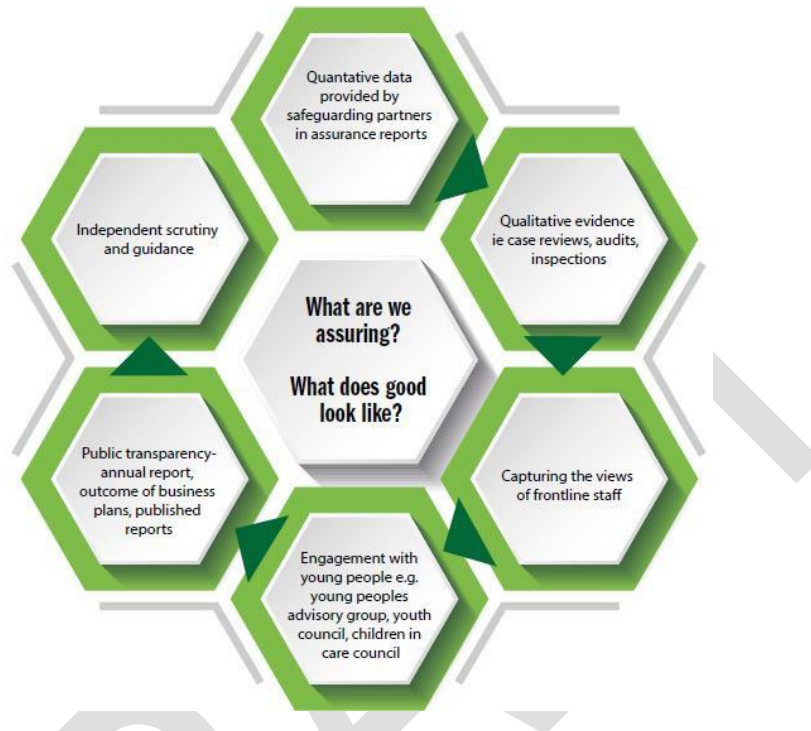 Quantative data
provided by
safeguarding partners
in assurance reports
Qualitative evidence
ie case reviews, audits,
inspections
Capturing the views
of frontline staff
Engagement with
young people e.g.
young peoples
advisory group, youth
council, children in
care council
Public transparency-
annual report,
outcome of business
plans, published
reports
Independent scrutiny
and guidance
What are we
assuring?
What does good
look like?